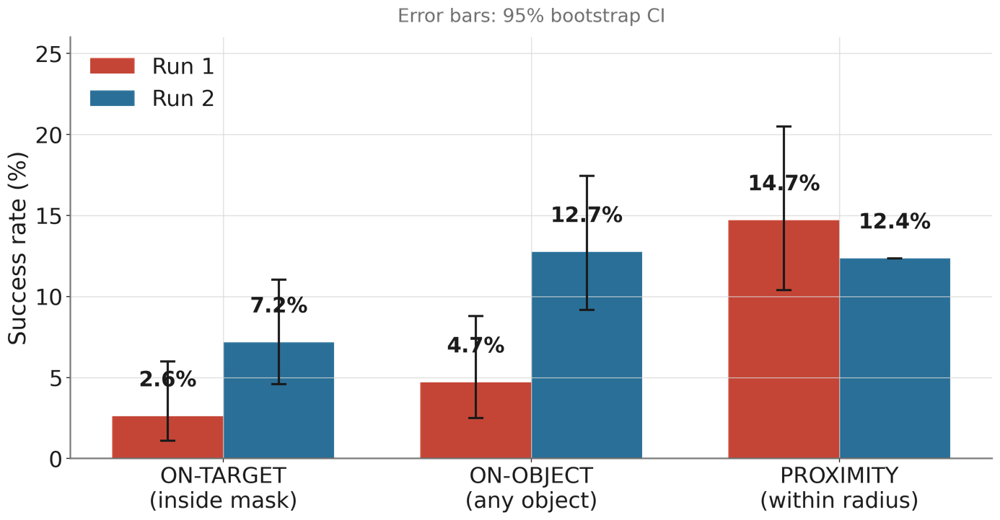 Error bars: 95% bootstrap CI
25
20
15
10
5
0
Success rate (%)
Run 1
Run 2
2.6%
7.2%
4.7%
12.7%
14.7%
12.4%
ON-TARGET
(inside mask)
ON-OBJECT
(any object)
PROXIMITY
(within radius)